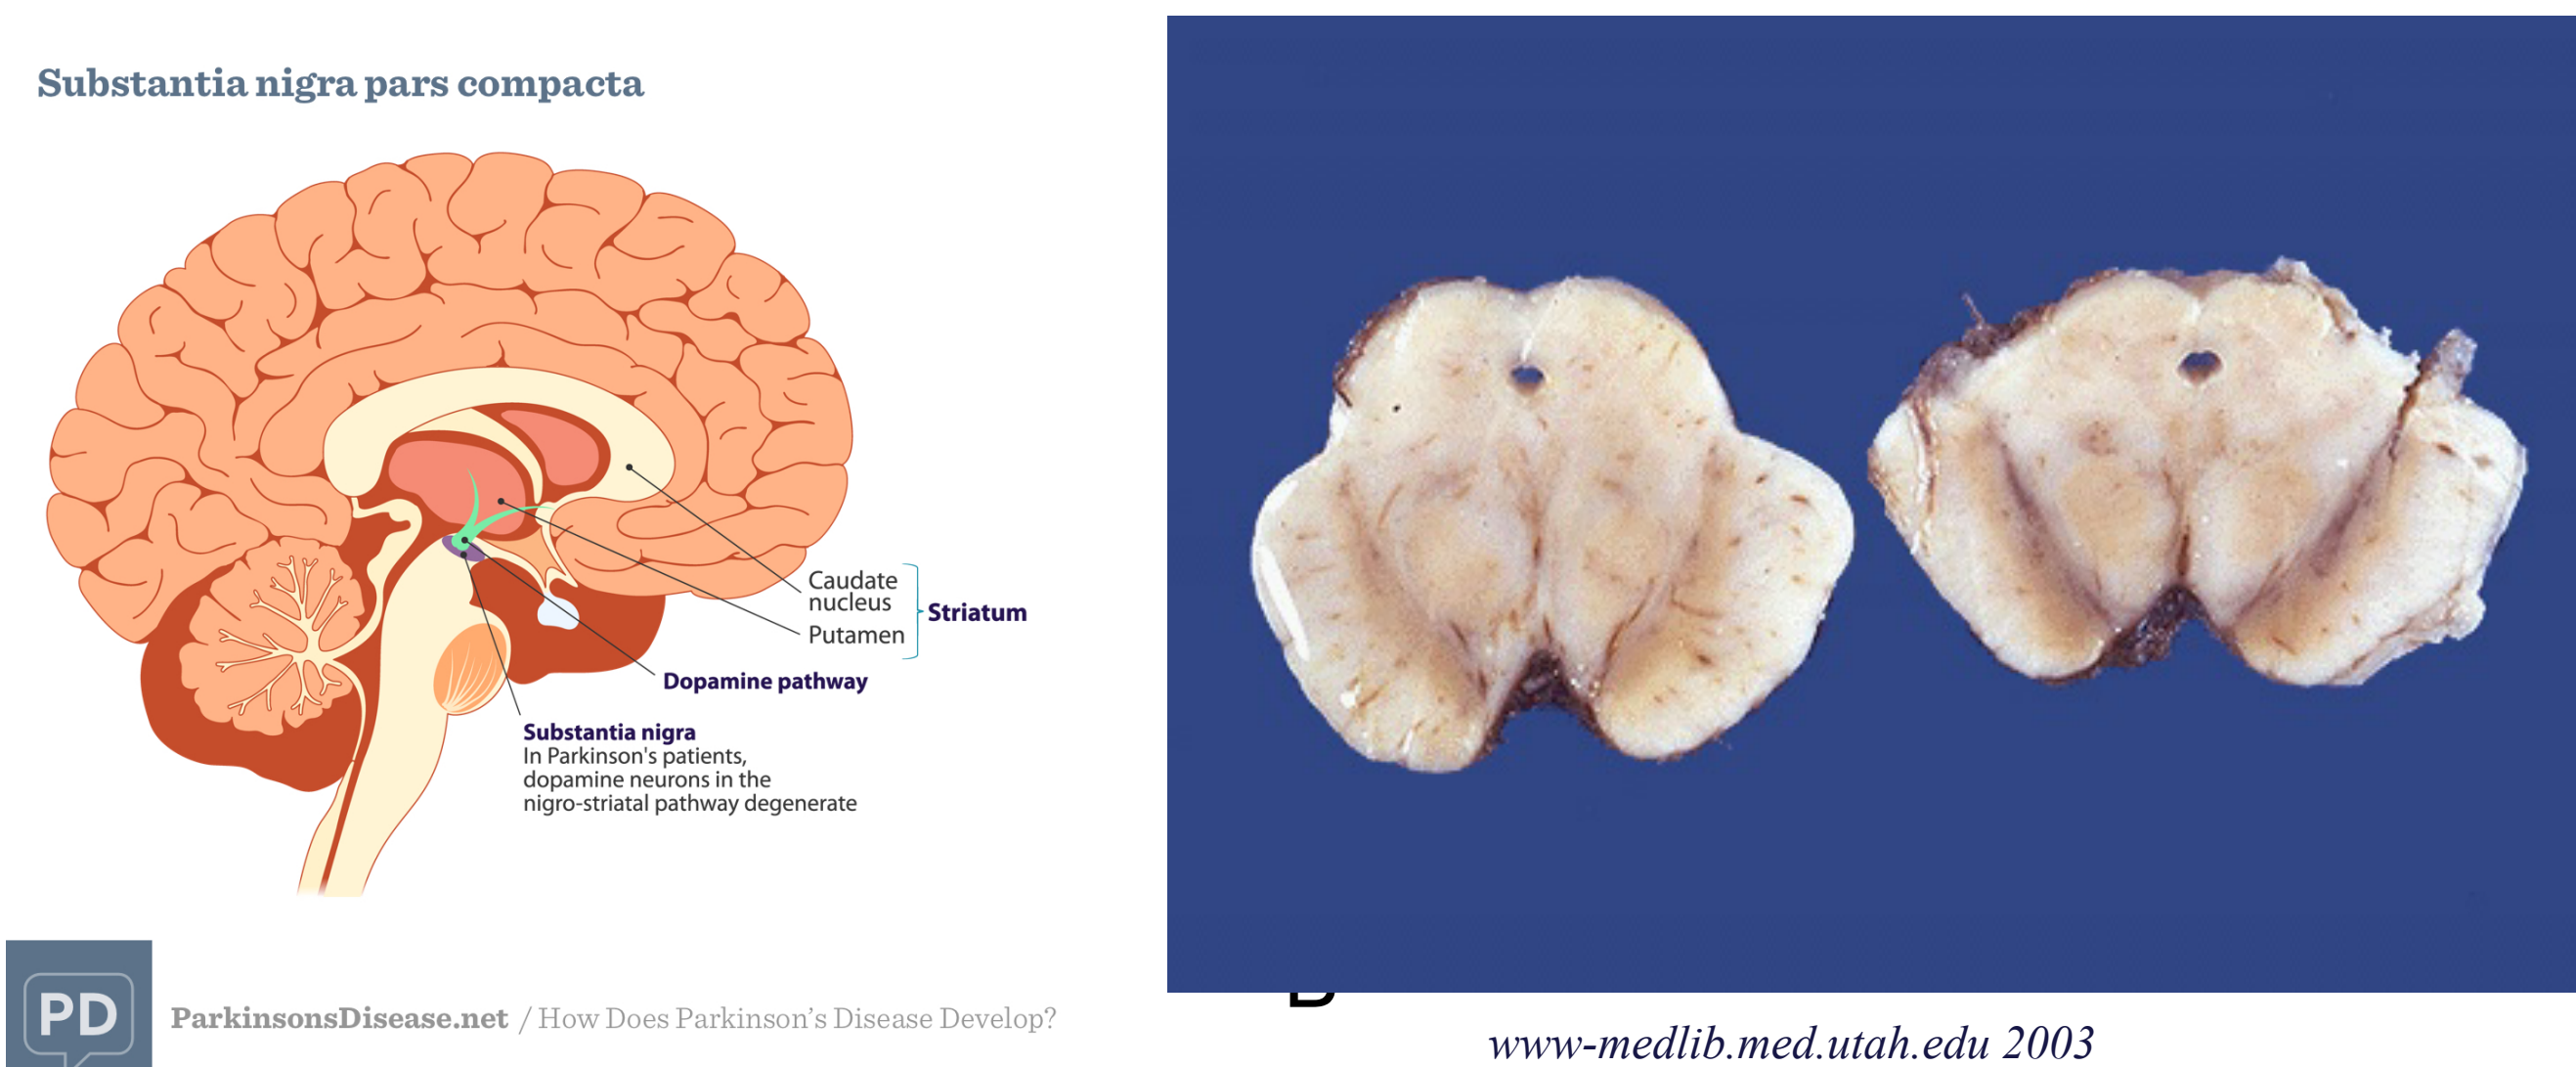 Substantia nigra pars compacta
Caudate
nucleus
Putamen
Striatum
Dopamine pathway
Substantia nigra
In Parkinson's patients,
dopamine neurons in the
nigro-striatal pathway degenerate
PD
ParkinsonsDisease.net / How Does Parkinson’s Disease Develop?
www-medlib.med.utah.edu 2003